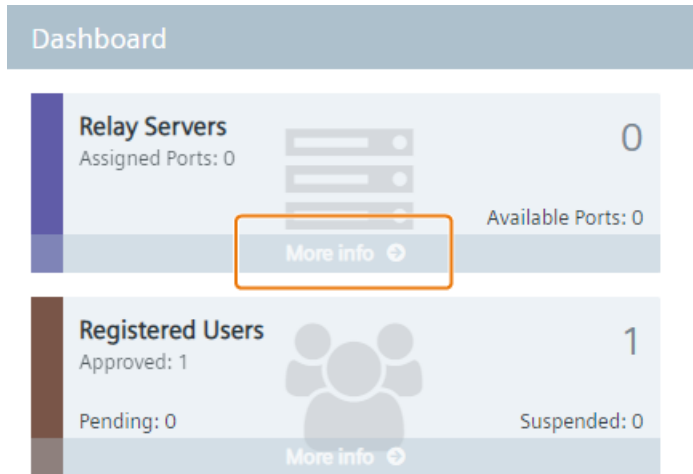 Dashboard
Relay Servers
0
Assigned Ports: 0
Available Ports: 0
More info
Registered Users
1
Approved: 1
Pending: 0
Suspended: 0
More info